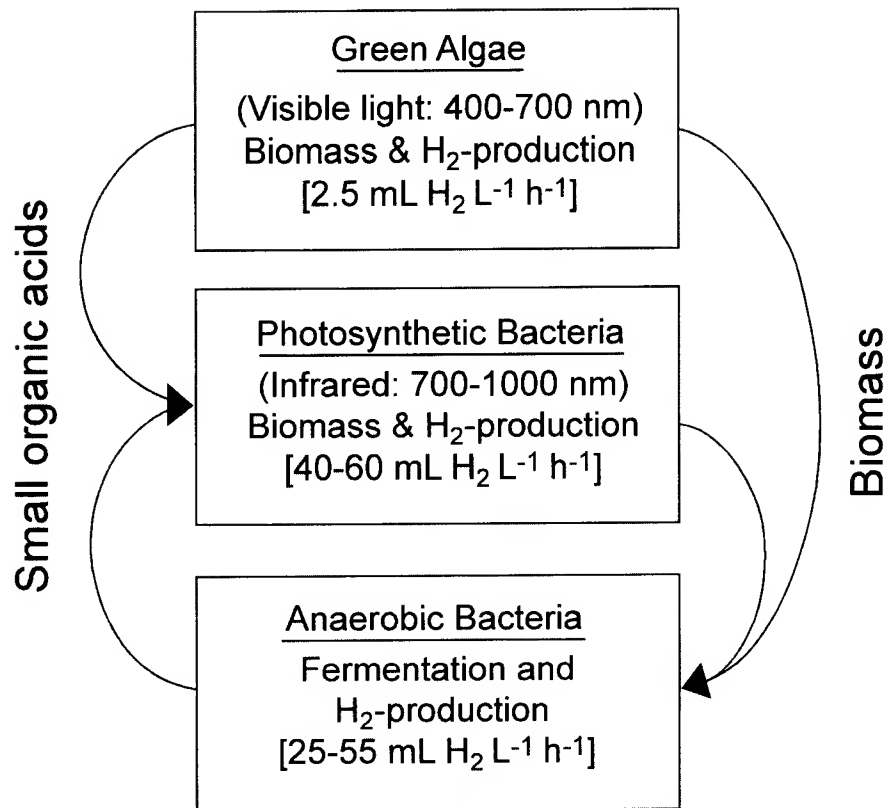 Green Algae
(Visible light: 400-700 nm)
Biomass & H₂-production
[2.5 mL H₂ L⁻¹ h⁻¹]
Small organic acids
Photosynthetic Bacteria
(Infrared: 700-1000 nm)
Biomass & H₂-production
[40-60 mL H₂ L⁻¹ h⁻¹]
Biomass
Anaerobic Bacteria
Fermentation and
H₂-production
[25-55 mL H₂ L⁻¹ h⁻¹]